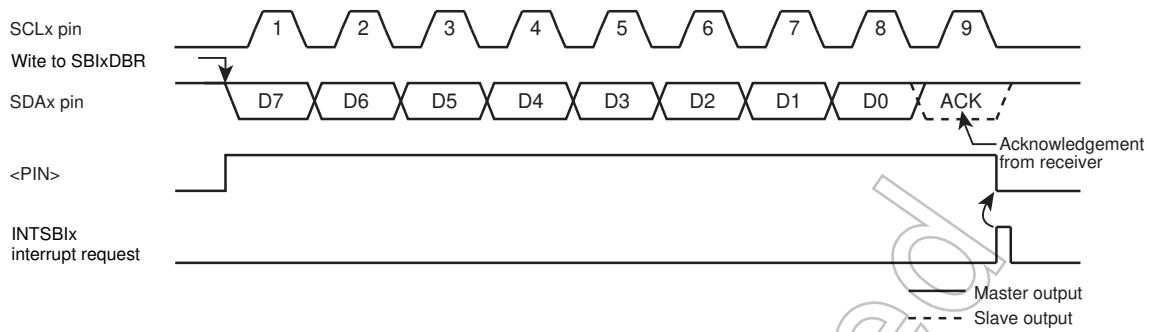 SCLx pin
1 2 3 4 5 6 7 8 9
Wite to SBIxDBR
SDAx pin
D7 D6 D5 D4 D3 D2 D1 D0 ACK
Acknowledgement
from receiver
<PIN>
INTSBIx
interrupt request
Master output
Slave output